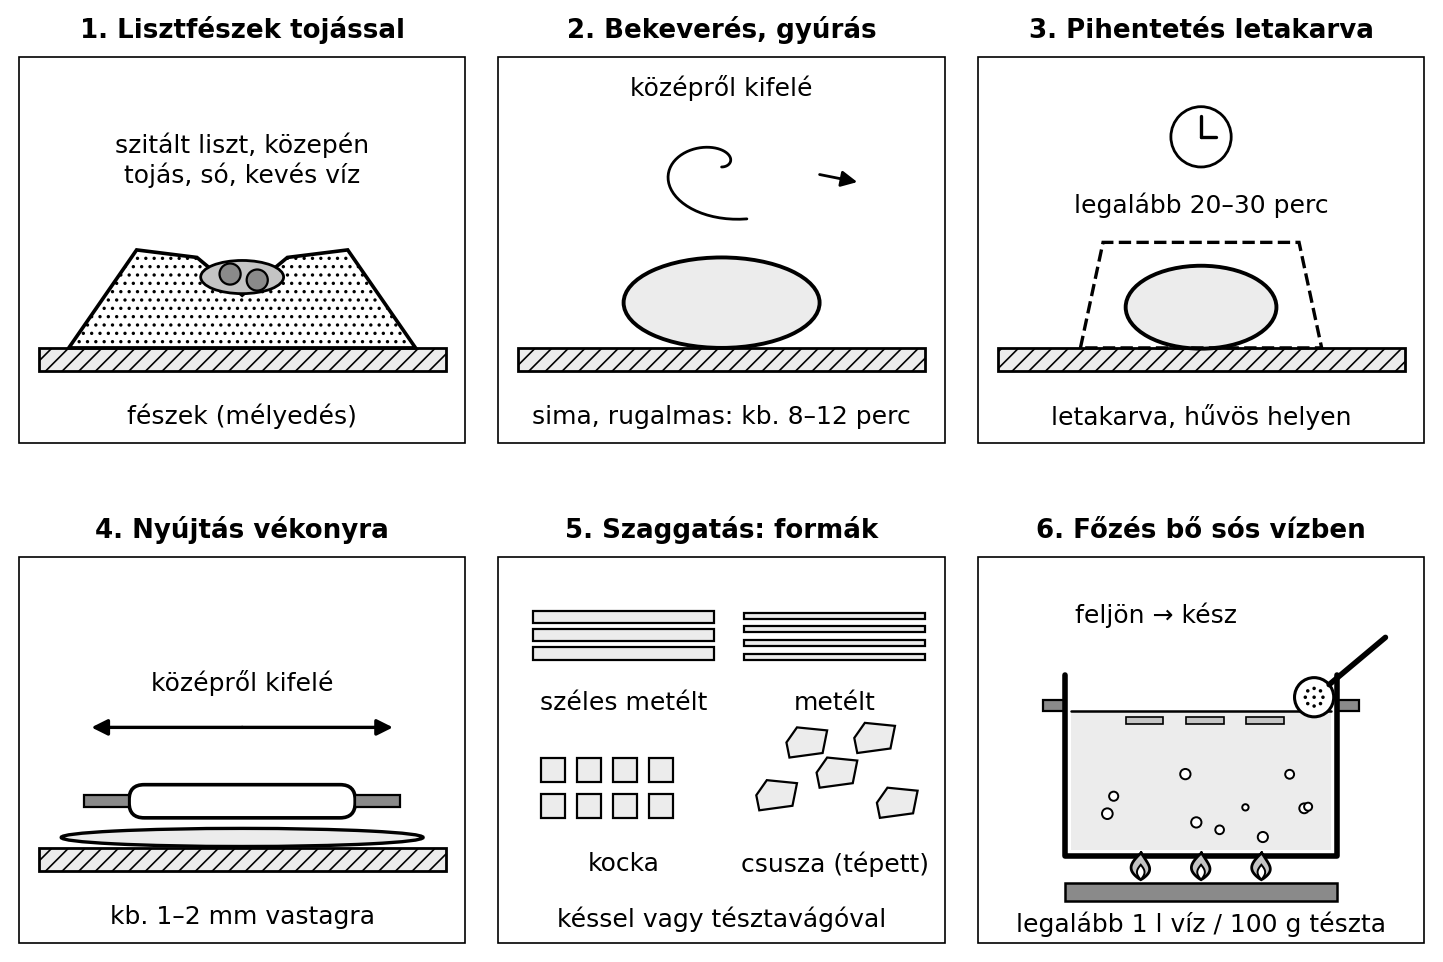 1. Lisztfészek tojással
szitált liszt, közepén
tojás, só, kevés víz
fészek (mélyedés)
2. Bekeverés, gyúrás
középről kifelé
sima, rugalmas: kb. 8–12 perc
3. Pihentetés letakarva
legalább 20–30 perc
letakarva, hűvös helyen
4. Nyújtás vékonyra
középről kifelé
kb. 1–2 mm vastagra
5. Szaggatás: formák
széles metélt
metélt
kocka
csusza (tépett)
késsel vagy tésztavágóval
6. Főzés bő sós vízben
feljön → kész
legalább 1 l víz / 100 g tészta